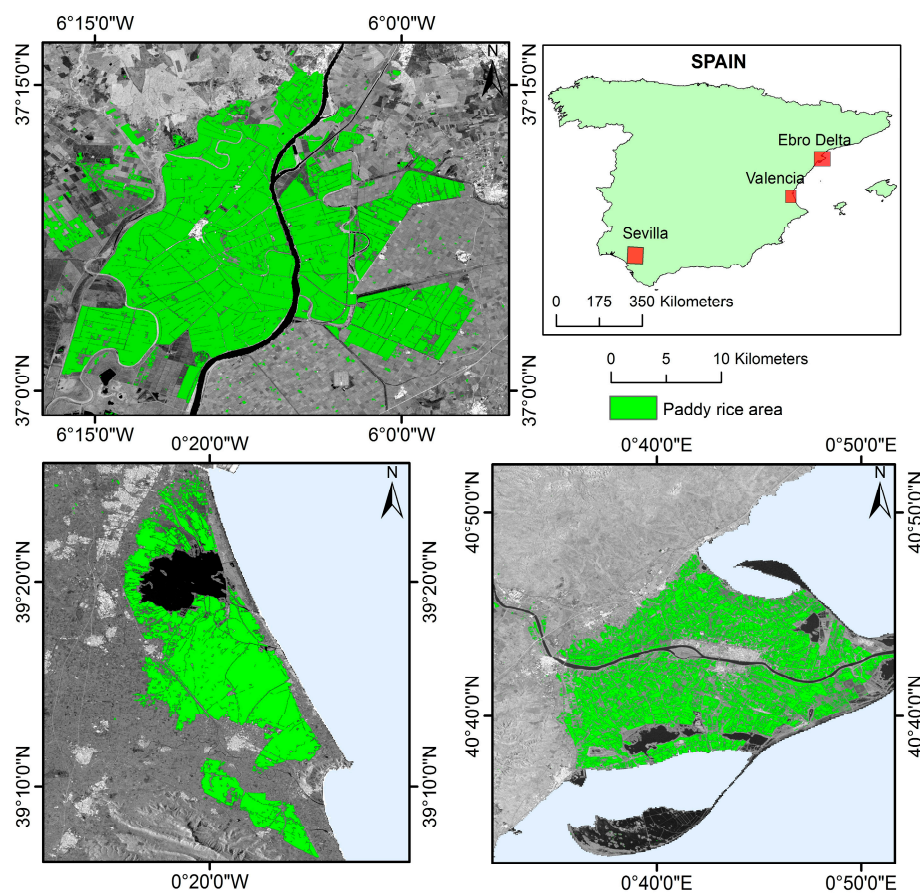 6°15'0"W 6°0'0"W
N
37°15'0"N
37°0'0"N
37°15'0"N
37°0'0"N
6°15'0"W 6°0'0"W
SPAIN
Ebro Delta
Valencia
Sevilla
0 175 350 Kilometers
0 5 10 Kilometers
Paddy rice area
0°20'0"W
N
39°20'0"N
39°10'0"N
39°20'0"N
39°10'0"N
0°20'0"W
0°40'0"E 0°50'0"E
N
40°50'0"N
40°40'0"N
40°50'0"N
40°40'0"N
0°40'0"E 0°50'0"E